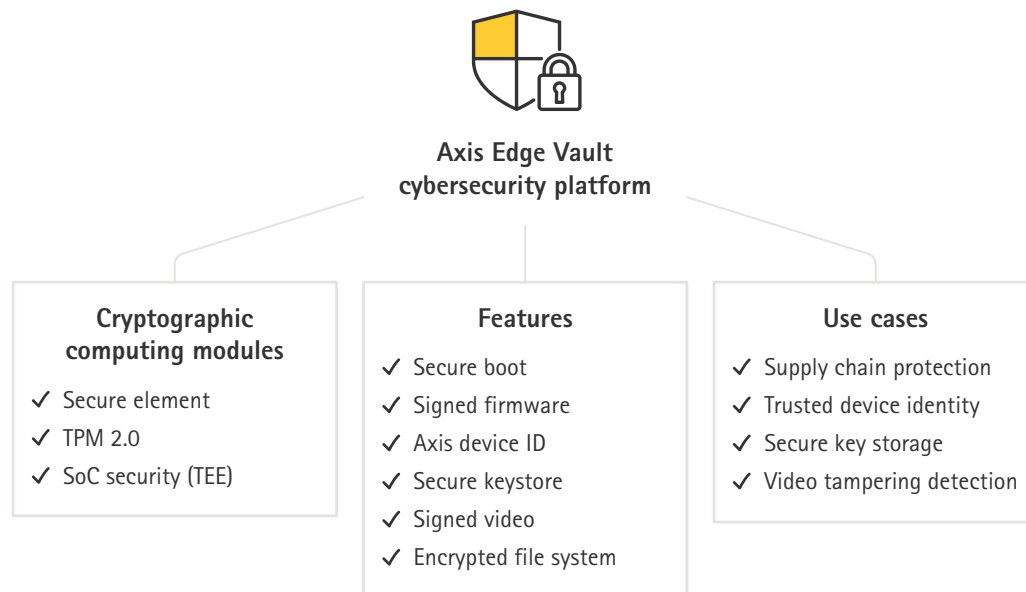 Axis Edge Vault
cybersecurity platform
Cryptographic
computing modules
Secure element
TPM 2.0
SoC security (TEE)
Features
Secure boot
Signed firmware
Axis device ID
Secure keystore
Signed video
Encrypted file system
Use cases
Supply chain protection
Trusted device identity
Secure key storage
Video tampering detection